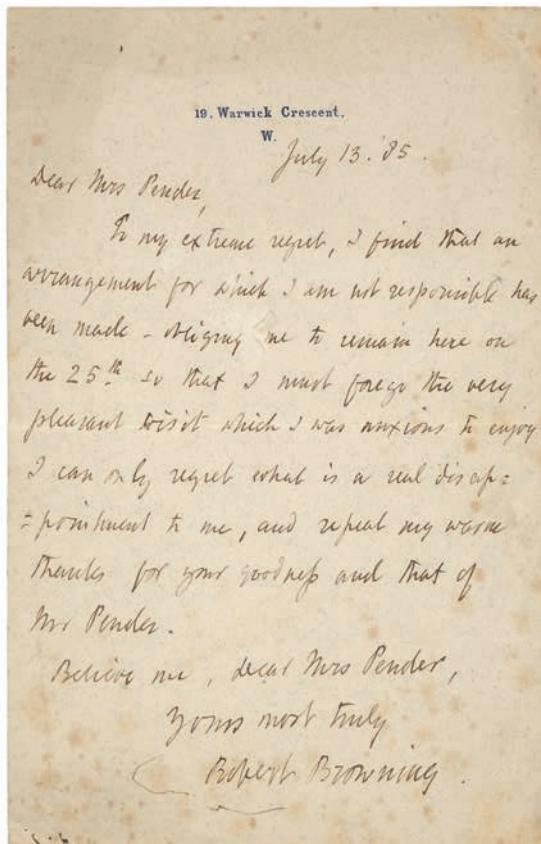 19. Warwick Crescent.
W.
July 13. '85.
Dear Mrs Pender,
To my extreme regret, I find that an
arrangement for which I am not responsible has
been made - obliging me to remain here on
the 25th. so that I must forego the very
pleasant visit which I was anxious to enjoy
I can only regret what is a real disap=
=pointment to me, and repeat my warm
thanks for your goodness and that of
Mr Pender.
Believe me, dear Mrs Pender,
Yours most truly
Robert Browning.